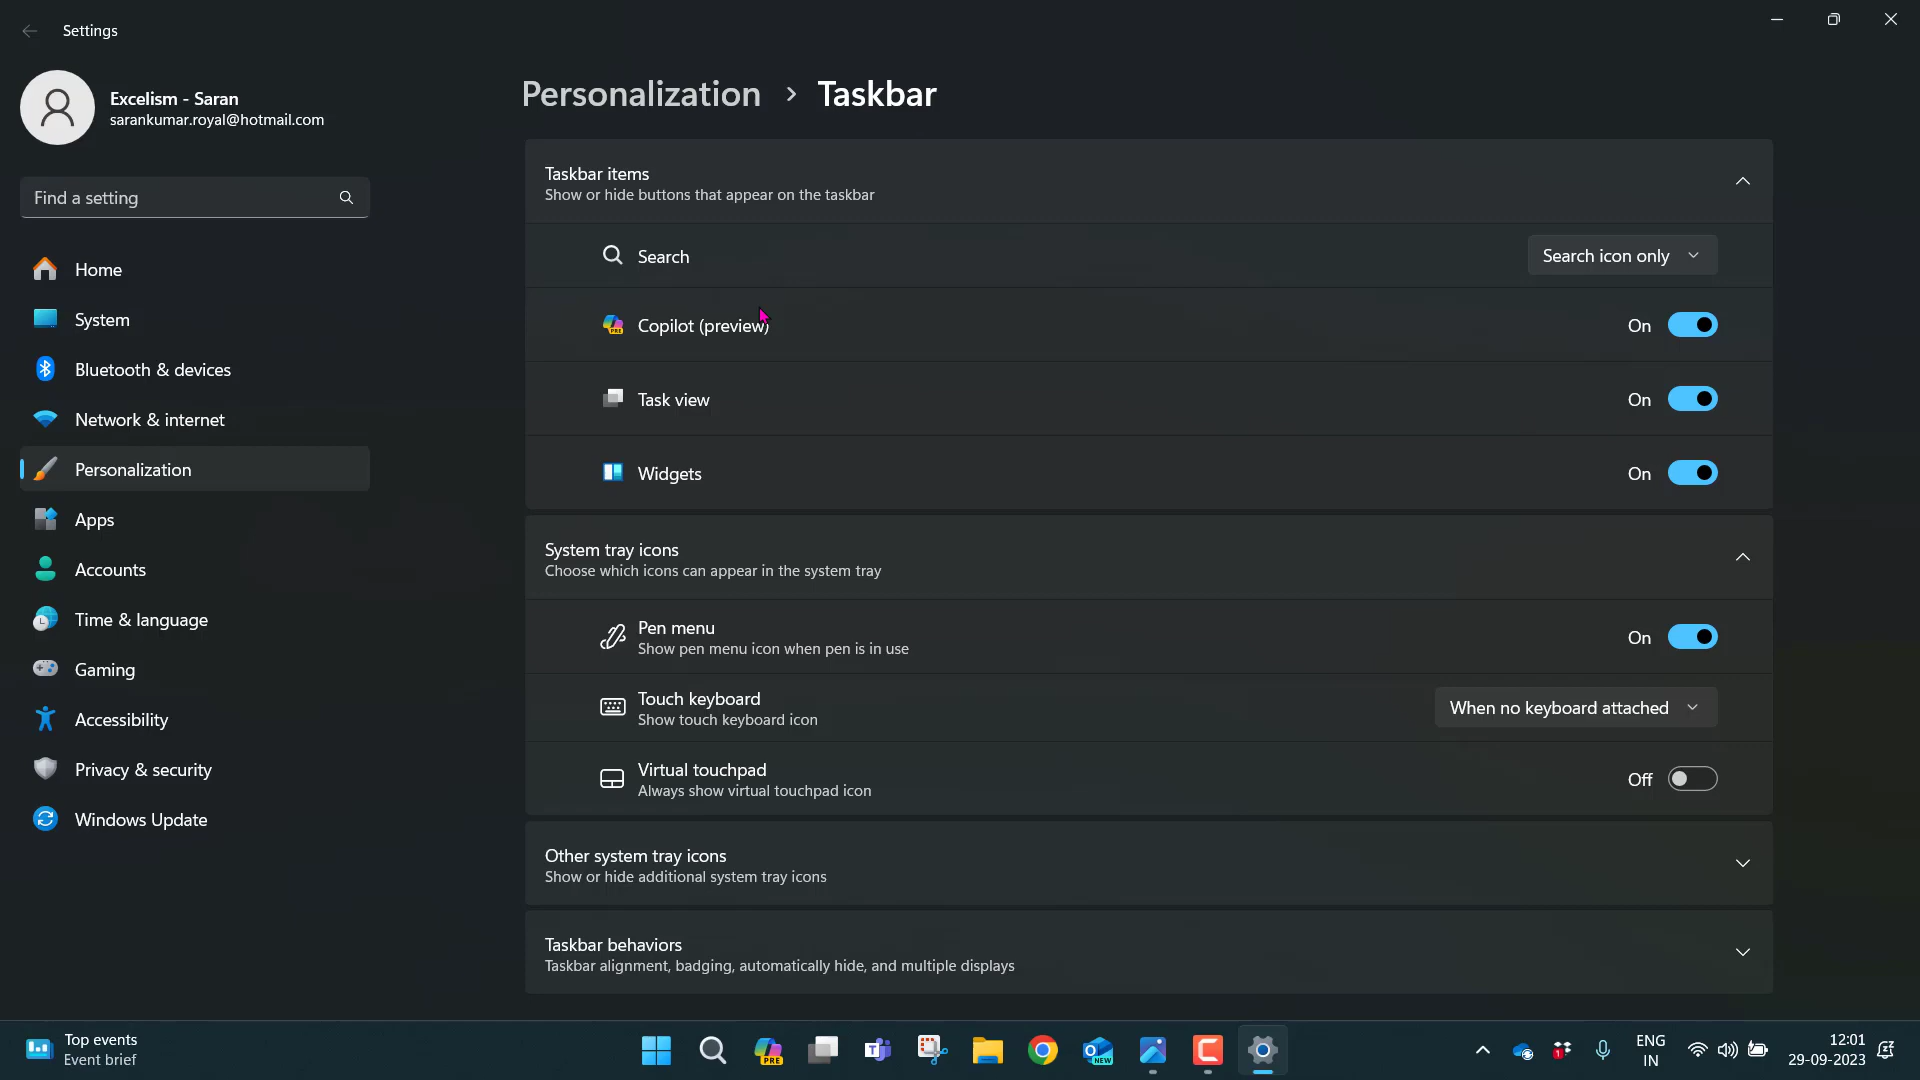 Settings
Excelism - Saran
sarankumar.royal@hotmail.com
Find a setting
Home
System
Bluetooth & devices
Network & internet
Personalization
Apps
Accounts
Time & language
Gaming
Accessibility
Privacy & security
Windows Update
Personalization > Taskbar
Taskbar items
Show or hide buttons that appear on the taskbar
Search
Search icon only
Copilot (preview)
On
Task view
On
Widgets
On
System tray icons
Choose which icons can appear in the system tray
Pen menu
Show pen menu icon when pen is in use
On
Touch keyboard
Show touch keyboard icon
When no keyboard attached
Virtual touchpad
Always show virtual touchpad icon
Off
Other system tray icons
Show or hide additional system tray icons
Taskbar behaviors
Taskbar alignment, badging, automatically hide, and multiple displays
Top events
Event brief
PRE
NEW
1
ENG
IN
12:01
29-09-2023